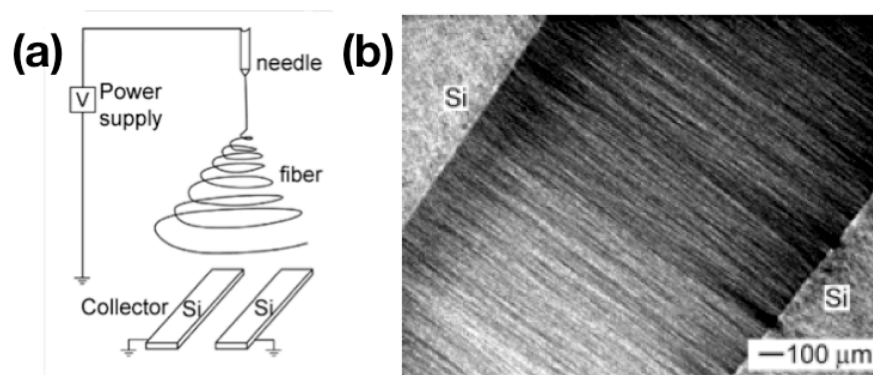 (a)
needle
V
Power
supply
fiber
Collector
Si
Si
(b)
Si
Si
100 μm